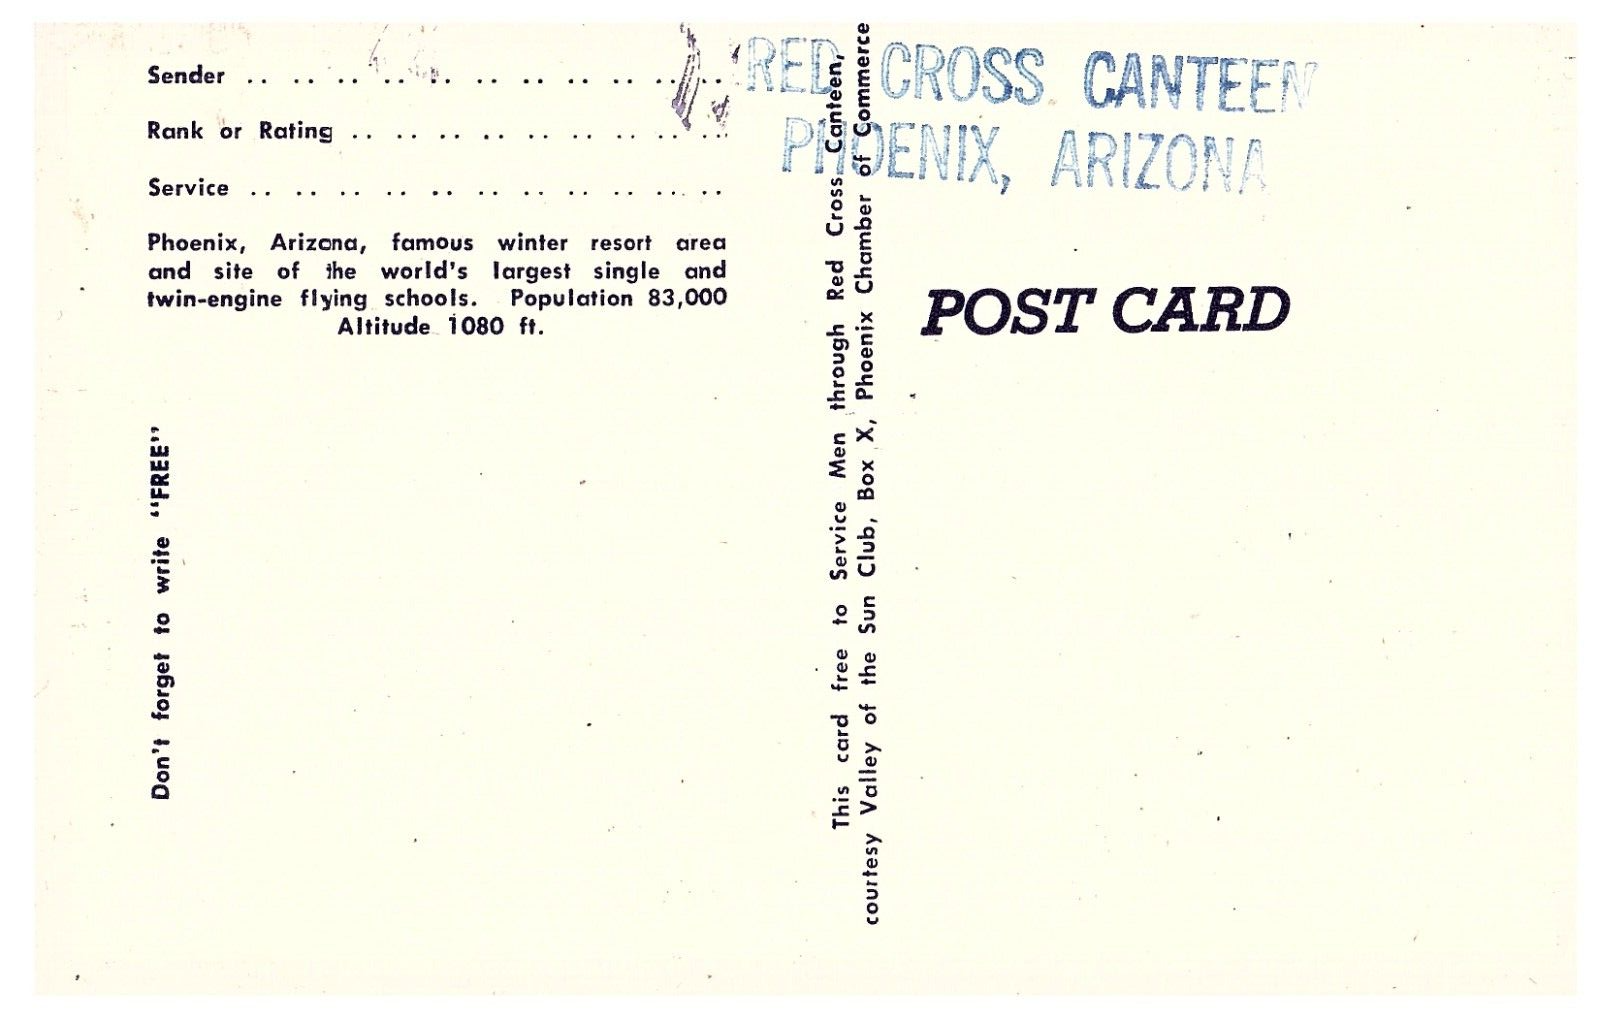 Sender .. .. .. .. .. .. .. .. .. .. ..
Rank or Rating .. .. .. .. .. .. .. .. ..
Service .. .. .. .. .. .. .. .. .. .. ..
Phoenix, Arizona, famous winter resort area
and site of the world's largest single and
twin-engine flying schools. Population 83,000
Altitude 1080 ft.
Don't forget to write "FREE"
This card free to Service Men through Red Cross Canteen,
courtesy Valley of the Sun Club, Box X, Phoenix Chamber of Commerce
RED CROSS CANTEEN
PHOENIX, ARIZONA
POST CARD